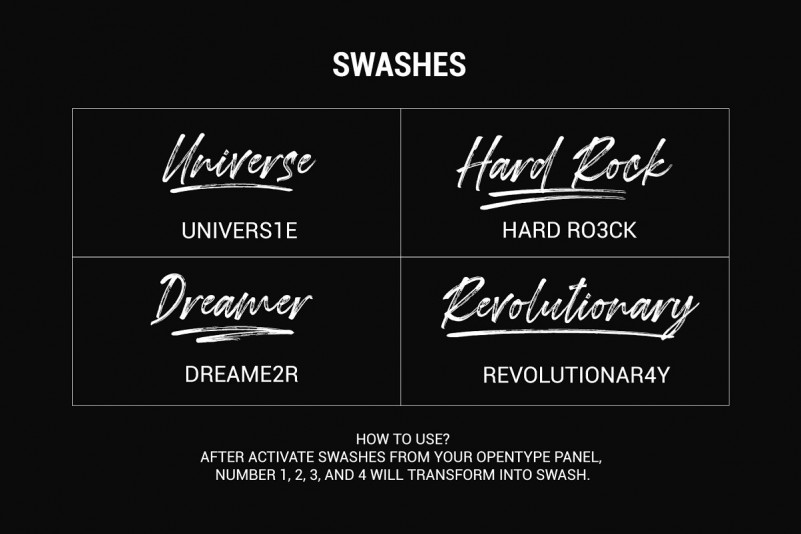 SWASHES
Universe
UNIVERS1E
Hard Rock
HARD RO3CK
Dreamer
DREAME2R
Revolutionary
REVOLUTIONAR4Y
HOW TO USE?
AFTER ACTIVATE SWASHES FROM YOUR OPENTYPE PANEL,
NUMBER 1, 2, 3, AND 4 WILL TRANSFORM INTO SWASH.